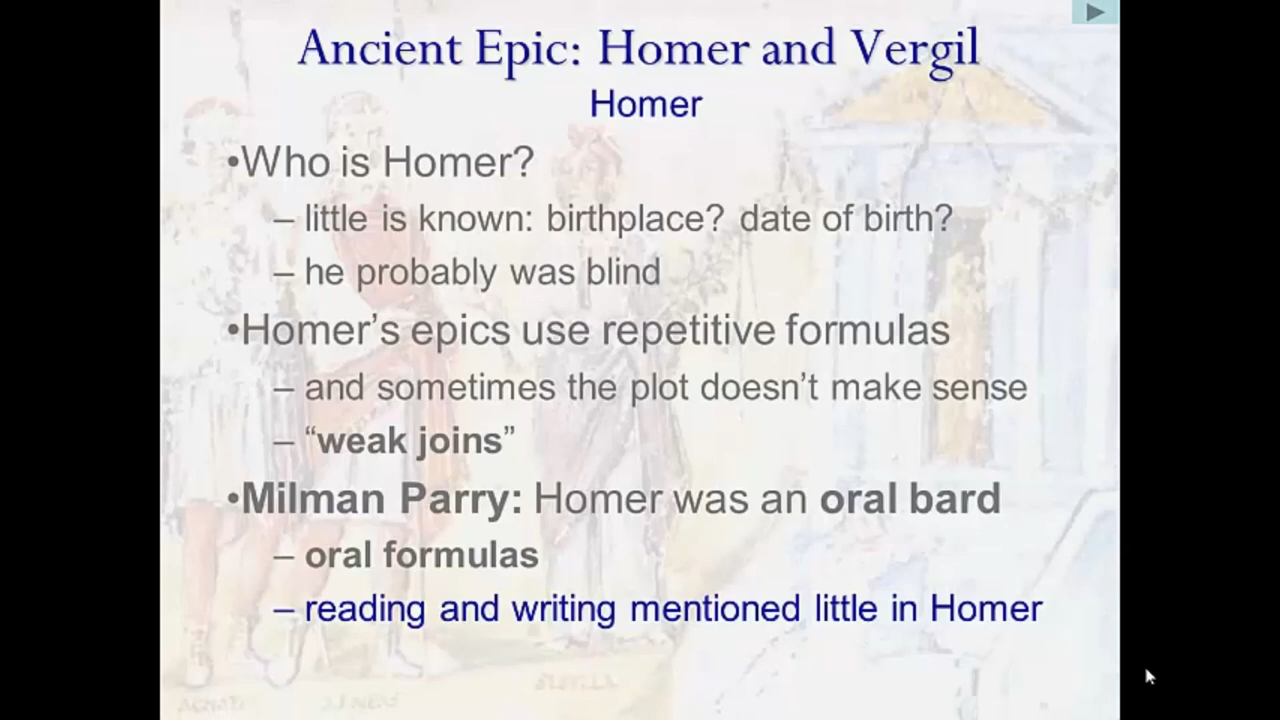 Ancient Epic: Homer and Vergil
Homer
•Who is Homer?
– little is known: birthplace? date of birth?
– he probably was blind
•Homer’s epics use repetitive formulas
– and sometimes the plot doesn’t make sense
– “weak joins”
•Milman Parry: Homer was an oral bard
– oral formulas
– reading and writing mentioned little in Homer